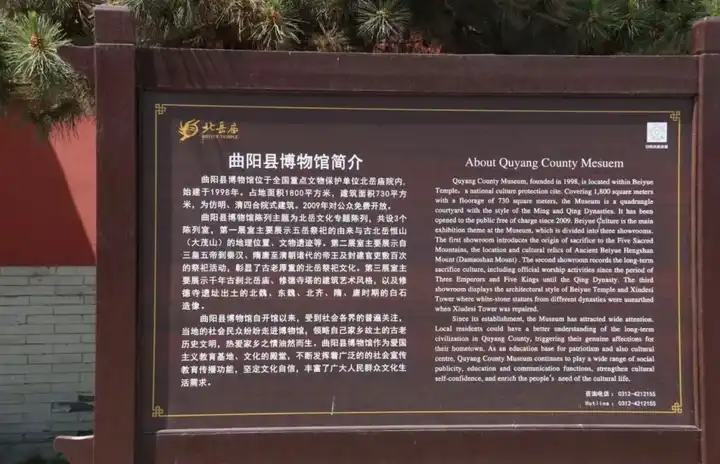 北岳庙
BEIYUE TEMPLE
曲阳县博物馆简介
曲阳县博物馆位于全国重点文物保护单位北岳庙院内,
始建于1998年。占地面积1800平方米,建筑面积730平方
米,为仿明、清四合院式建筑。2009年对公众免费开放。
曲阳县博物馆陈列主题为北岳文化专题陈列,共设3个
陈列室。第一展室主要展示五岳祭祀的由来与古北岳恒山
(大茂山)的地理位置、文物遗迹等。第二展室主要展示自
三皇五帝到秦汉、隋唐至清朝诸代的帝王及封建官吏数百次
的祭祀活动,彰显了古老厚重的北岳祭祀文化。第三展室主
要展示千年古刹北岳庙、修德寺塔的建筑艺术风格,以及修
德寺遗址出土的北魏、东魏、北齐、隋、唐时期的白石
造像。
曲阳县博物馆自开馆以来,受到社会各界的普遍关注,
当地的社会民众纷纷走进博物馆,领略自己家乡故土的古老
历史文明,热爱家乡之情油然而生,曲阳县博物馆作为爱国
主义教育基地、文化的殿堂,不断发挥着广泛的的社会宣传
教育传播功能,坚定文化自信,丰富了广大人民群众文化生
活需求。
About Quyang County Mesuem
Quyang County Museum, founded in 1998, is located within Beiyue
Temple, a national culture protection cite. Covering 1,800 square meters
with a floorage of 730 square meters, the Museum is a quadrangle
courtyard with the style of the Ming and Qing Dynasties. It has been
opened to the public free of charge since 2009. Beiyue Culture is the main
exhibition theme at the Museum, which is divided into three showrooms.
The first showroom introduces the origin of sacrifice to the Five Sacred
Mountains, the location and cultural relics of Ancient Beiyue Hengshan
Mount (Damaoshan Mount) . The second showroom records the long-term
sacrifice culture, including official worship activities since the period of
Three Emperors and Five Kings until the Qing Dynasty. The third
showroom displays the architectural style of Beiyue Temple and Xiudesi
Tower where white-stone statues from different dynasties were unearthed
when Xiudesi Tower was repaired.
Since its establishment, the Museum has attracted wide attention.
Local residents could have a better understanding of the long-term
civilization in Quyang County, triggering their genuine affections for
their hometown. As an education base for patriotism and also cultural
centre, Quyang County Museum continues to play a wide range of social
publicity, education and communication functions, strengthen cultural
self-confidence, and enrich the people's need of the cultural life.
咨询电话: 0312-4212155
Hotline: 0312-4212155